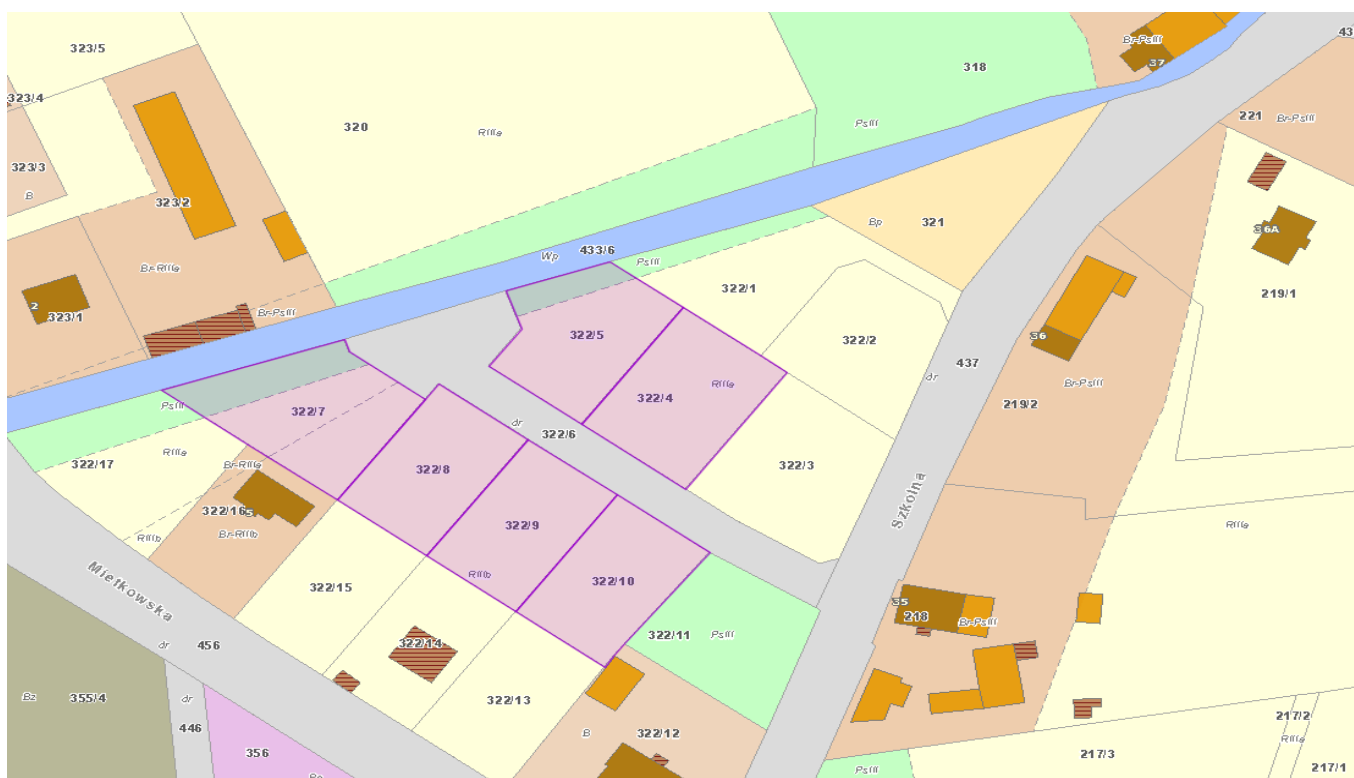 323/5
318
Br-PsIII
37
433
323/4
320
RIIIa
PsIII
221
Br-PsIII
323/3
B
323/2
Bp
321
36A
Wp
433/6
PsIII
Br-RIIIa
322/1
219/1
2
323/1
Br-PsIII
322/5
322/2
36
437
dr
Br-PsIII
RIIIa
322/4
219/2
PsIII
322/7
dr
322/6
RIIIa
322/17
Br-RIIIa
322/8
322/3
Szkolna
322/16
5
Br-RIIIb
RIIIb
322/9
RIIIa
RIIIb
322/10
322/15
Miełkowska
35
218
Br-PsIII
322/11
PsIII
322/14
dr
456
Bz
355/4
dr
322/13
446
B
322/12
217/2
RIIIa
356
217/3
PsIII
217/1